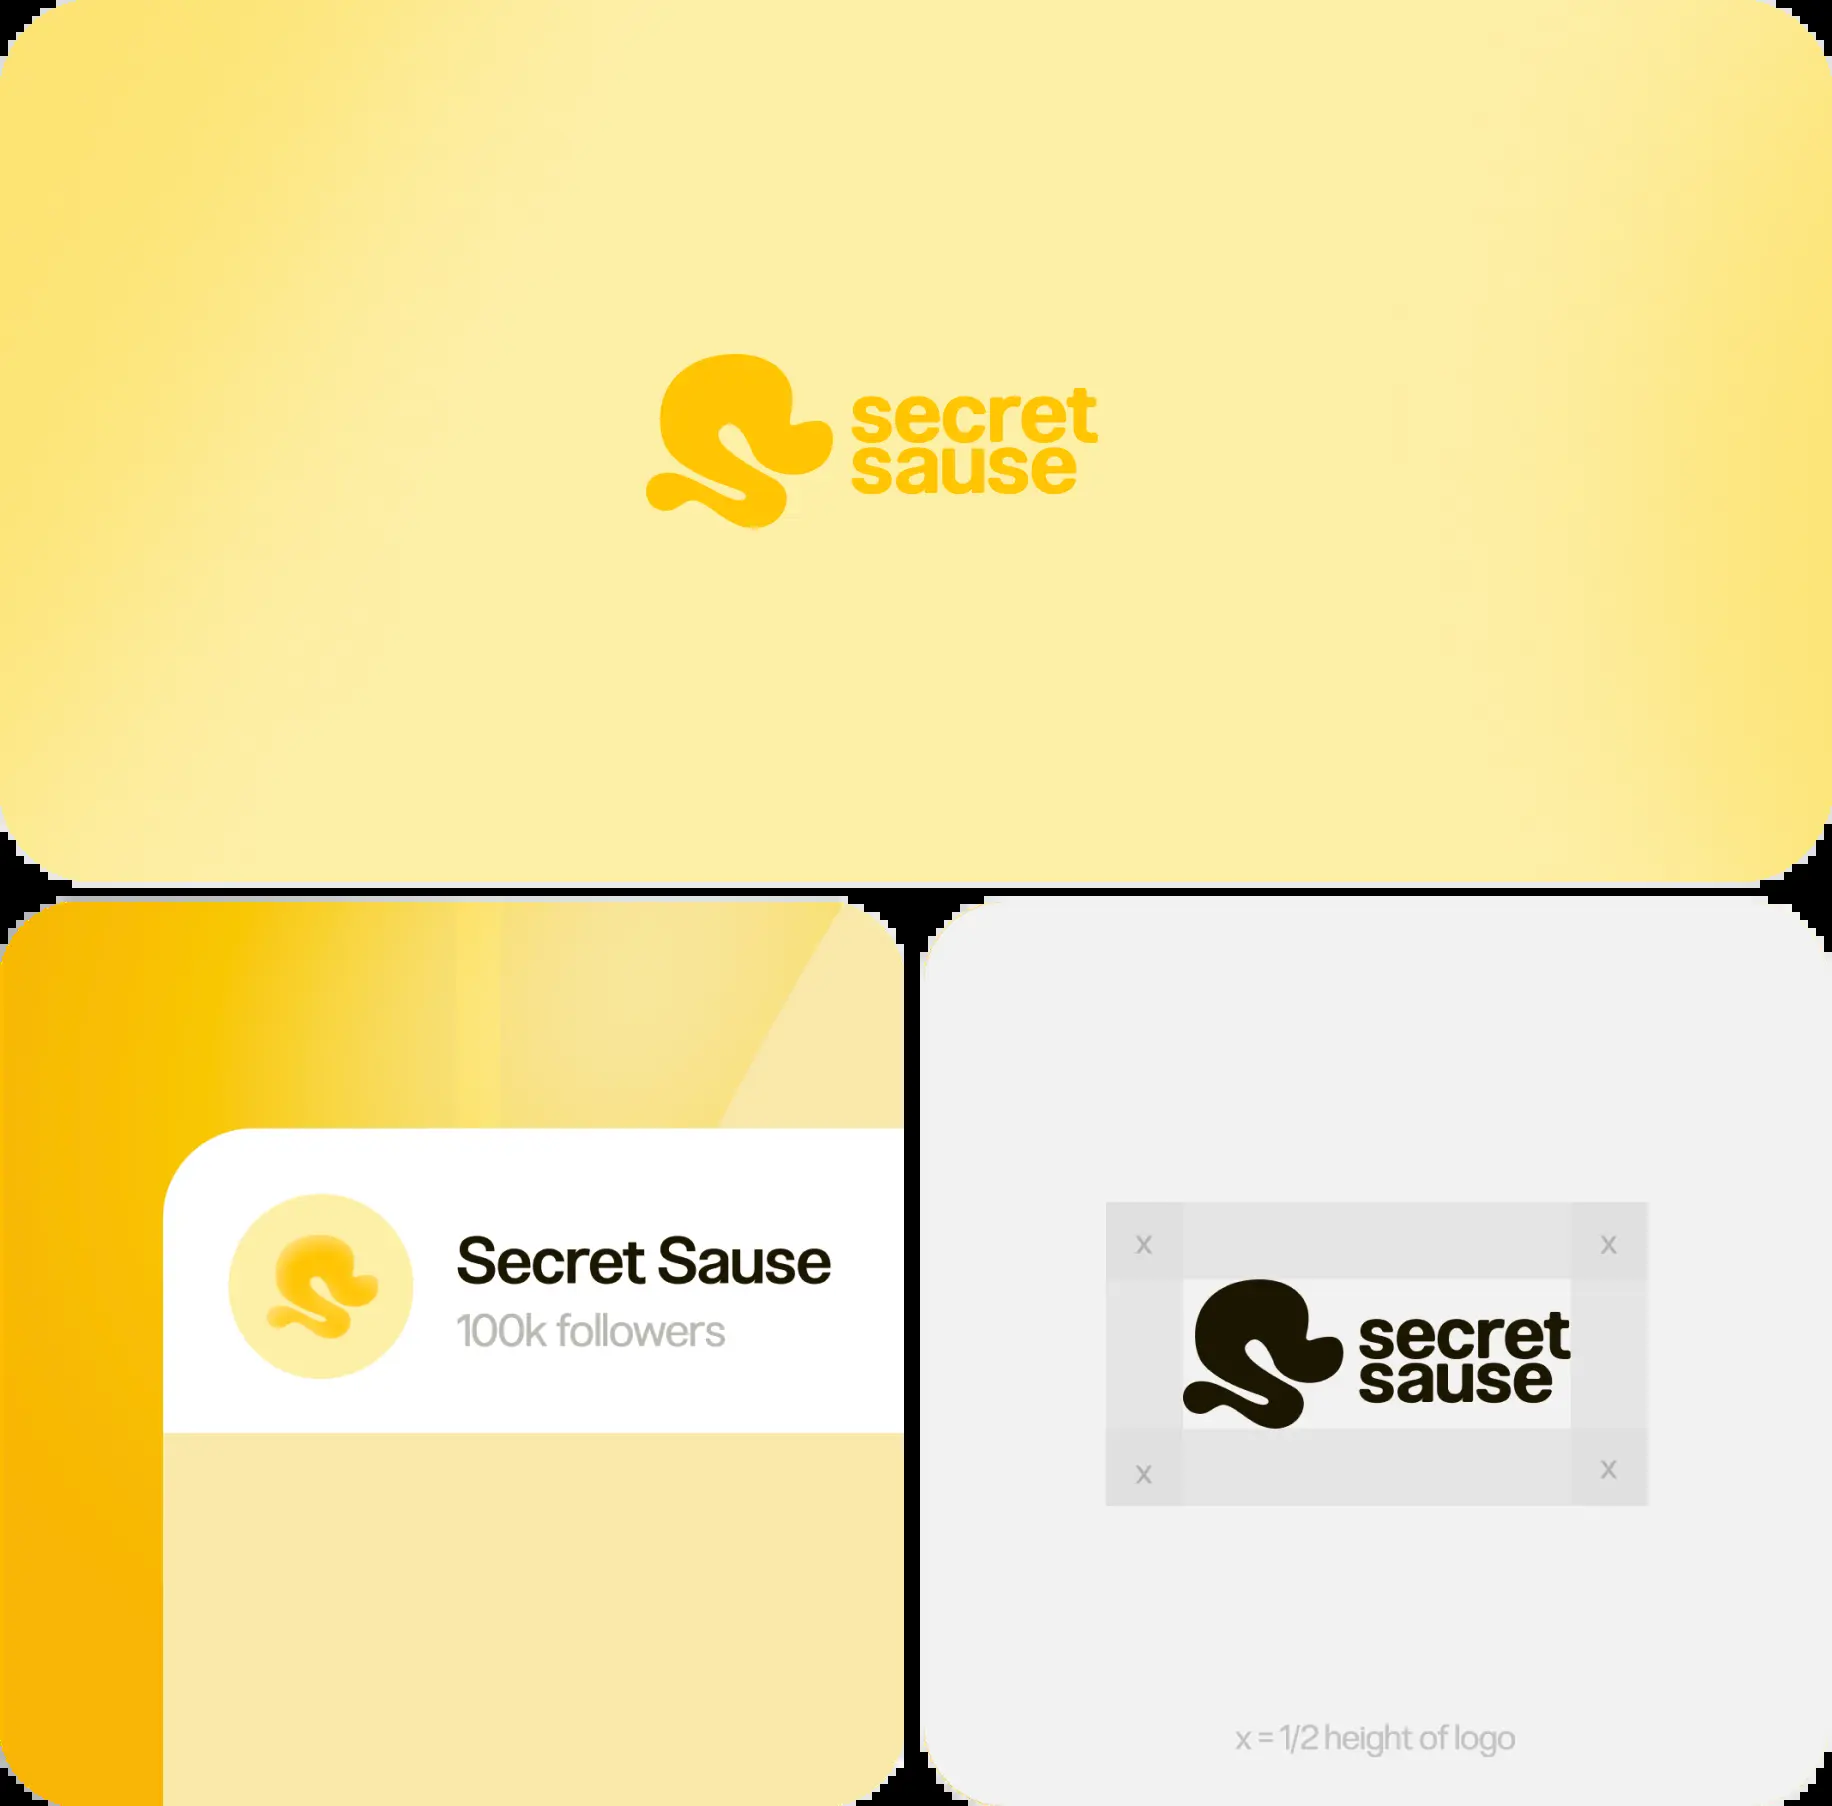 secret
sause
Secret Sause
100k followers
x
x
secret
sause
x
x
x = 1/2 height of logo